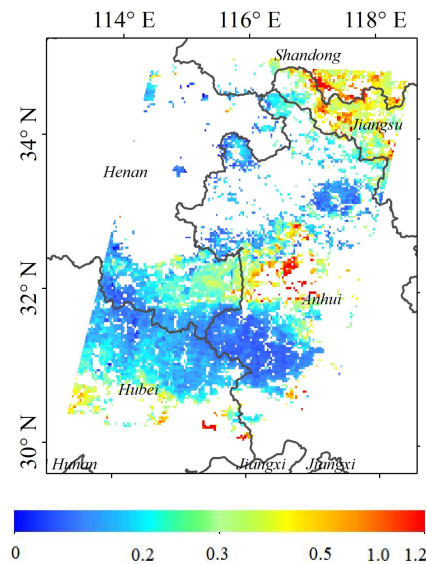 114° E 116° E 118° E
Shandong
Jiangsu
34° N
Henan
32° N
Anhui
Hubei
30° N
Hunan Jiangxi Jiangxi
0 0.2 0.3 0.5 1.0 1.2